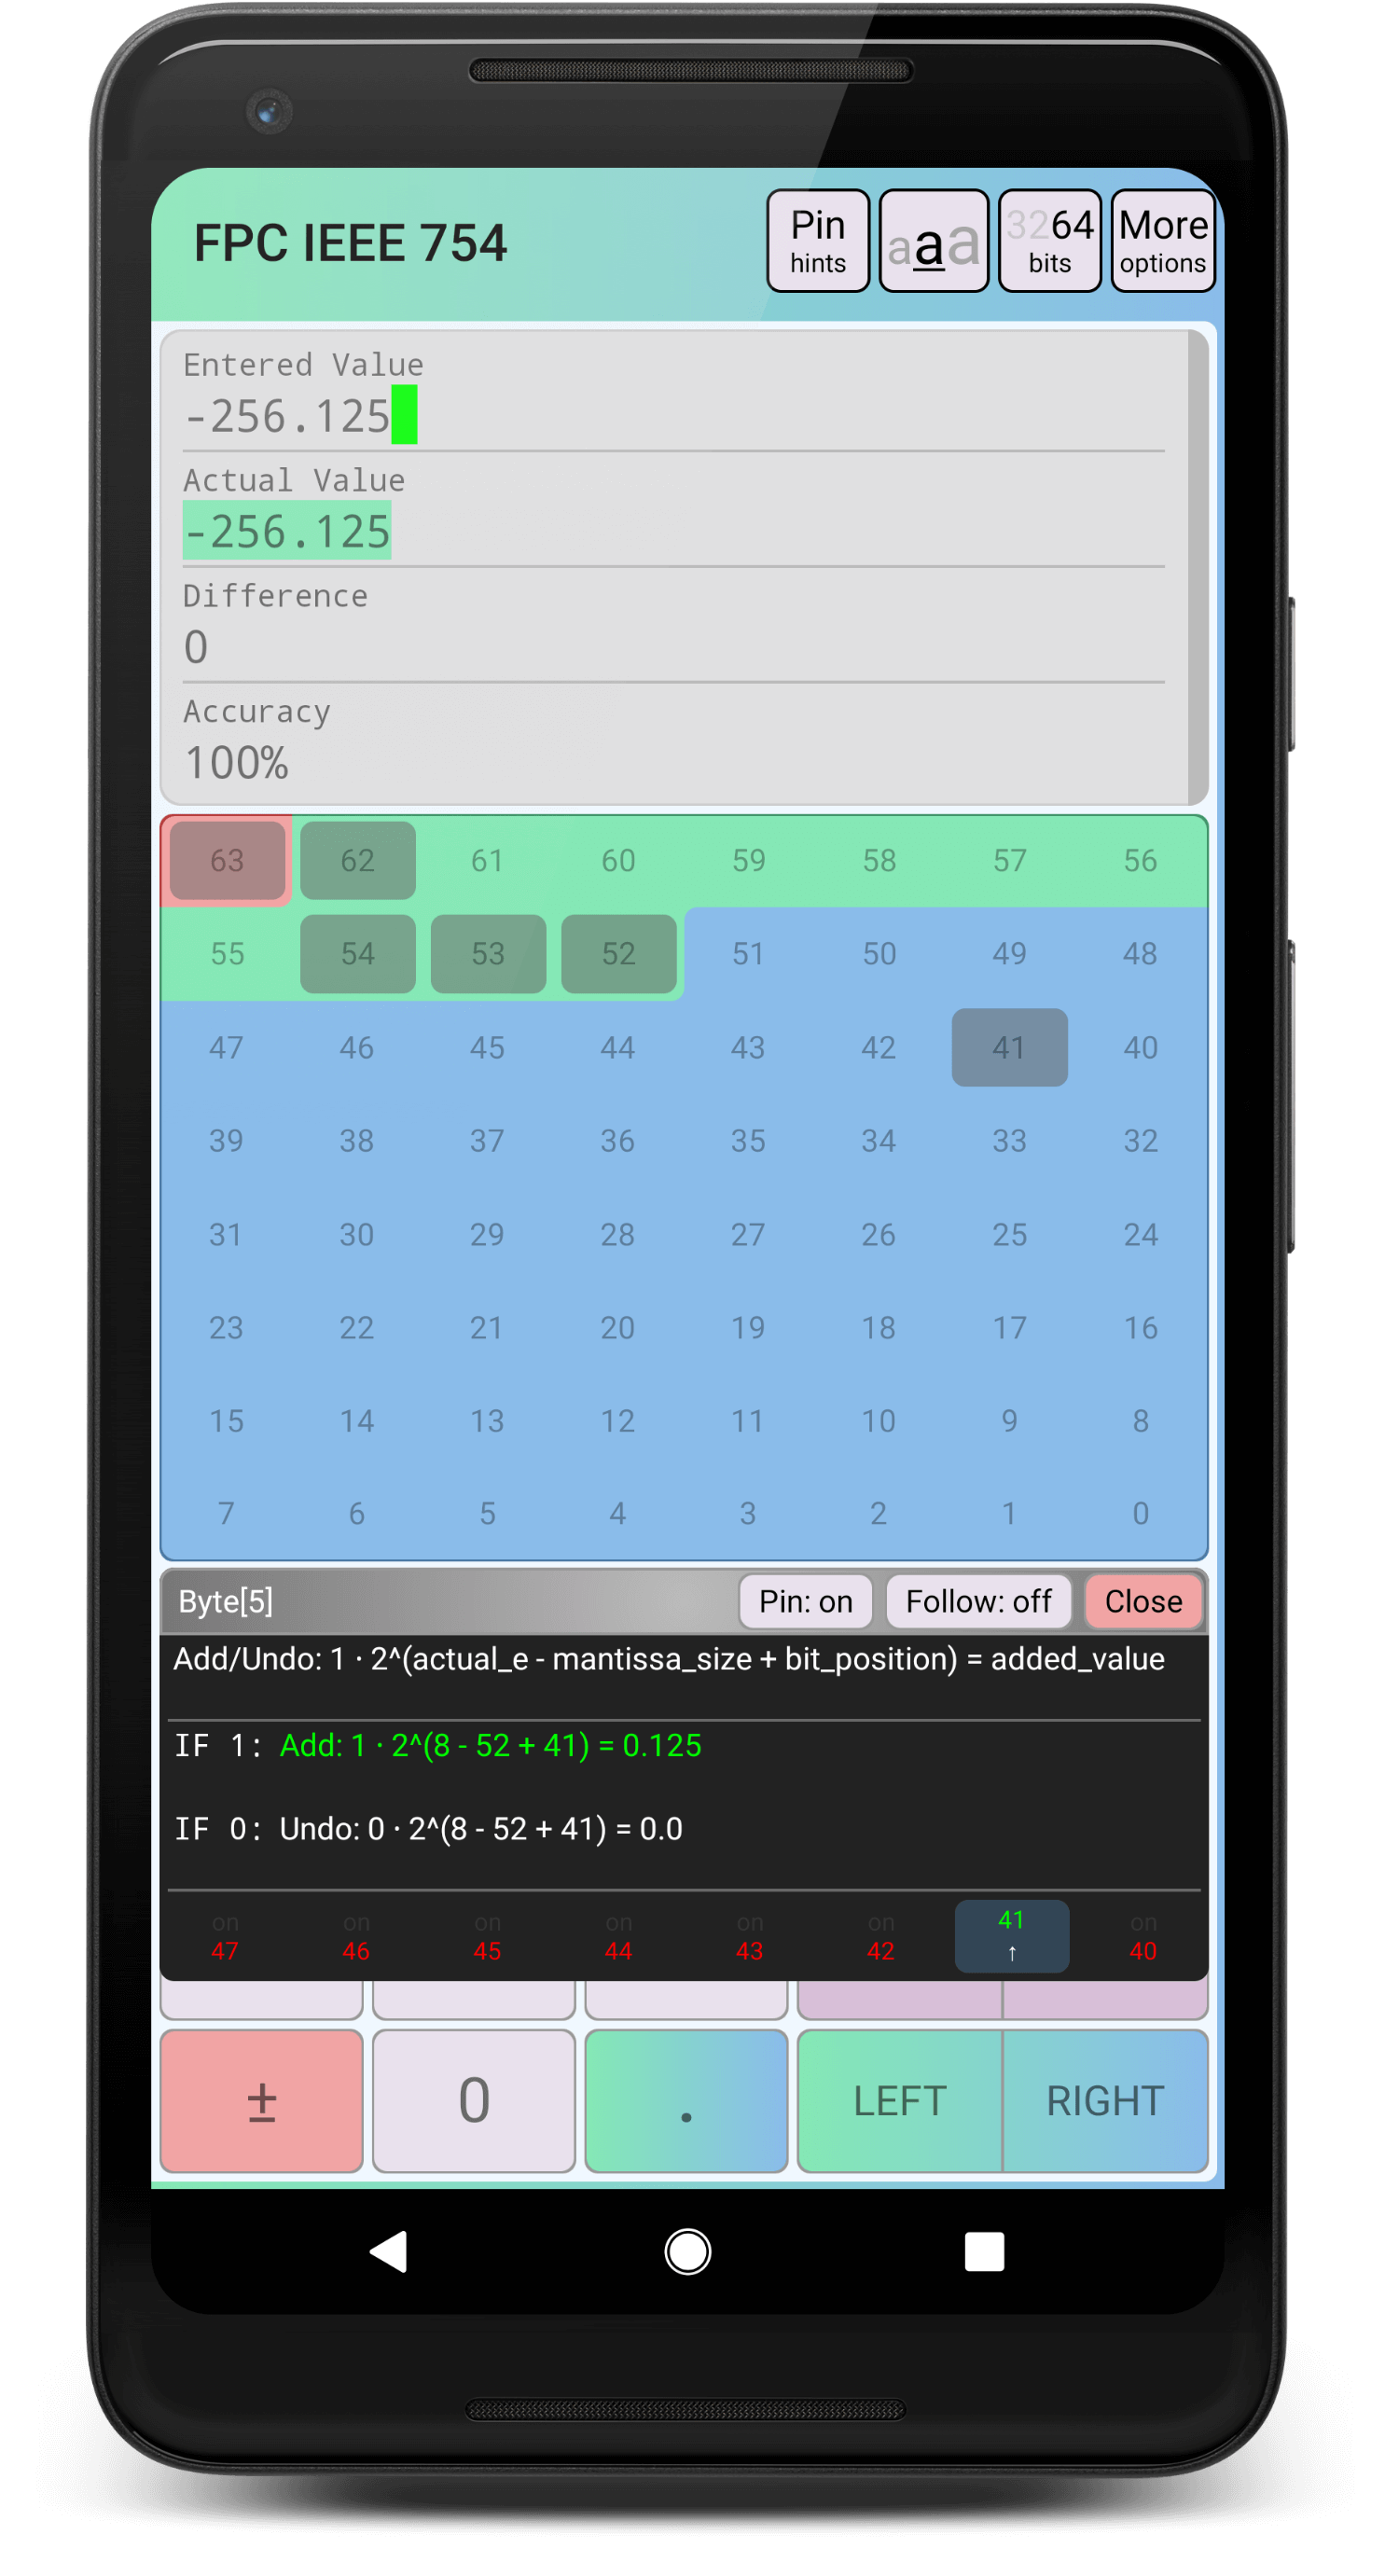 FPC IEEE 754
Pin
hints
aaa
3264
bits
More
options
Entered Value
-256.125
Actual Value
-256.125
Difference
0
Accuracy
100%
63 62 61 60 59 58 57 56
55 54 53 52 51 50 49 48
47 46 45 44 43 42 41 40
39 38 37 36 35 34 33 32
31 30 29 28 27 26 25 24
23 22 21 20 19 18 17 16
15 14 13 12 11 10 9 8
7 6 5 4 3 2 1 0
Byte[5] Pin: on Follow: off Close
Add/Undo: 1 · 2^(actual_e - mantissa_size + bit_position) = added_value
IF 1: Add: 1 · 2^(8 - 52 + 41) = 0.125
IF 0: Undo: 0 · 2^(8 - 52 + 41) = 0.0
on on on on on on 41 on
47 46 45 44 43 42 ↑ 40
± 0 . LEFT RIGHT